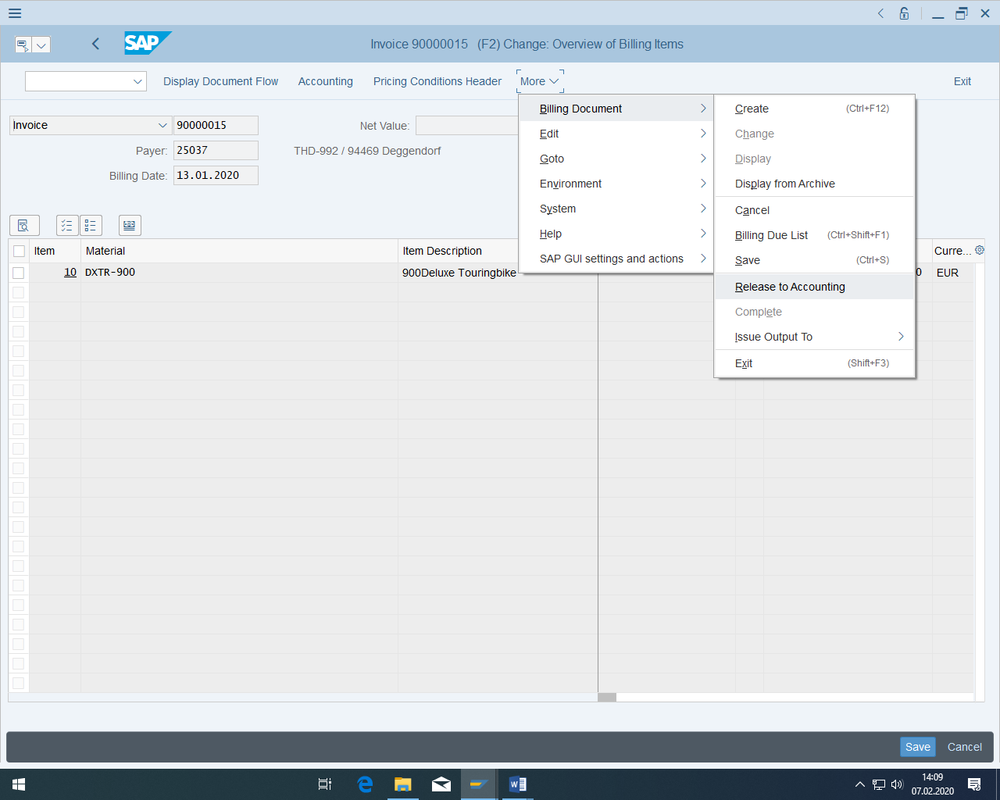 SAP
Invoice 90000015 (F2) Change: Overview of Billing Items
Display Document Flow Accounting Pricing Conditions Header More Exit
Invoice 90000015 Net Value:
Payer: 25037 THD-992 / 94469 Deggendorf
Billing Date: 13.01.2020
Billing Document
Edit
Goto
Environment
System
Help
SAP GUI settings and actions
Create (Ctrl+F12)
Change
Display
Display from Archive
Cancel
Billing Due List (Ctrl+Shift+F1)
Save (Ctrl+S)
Release to Accounting
Complete
Issue Output To
Exit (Shift+F3)
Item Material Item Description Curre...
10 DXTR-900 900Deluxe Touringbike 0 EUR
Save Cancel
14:09
07.02.2020